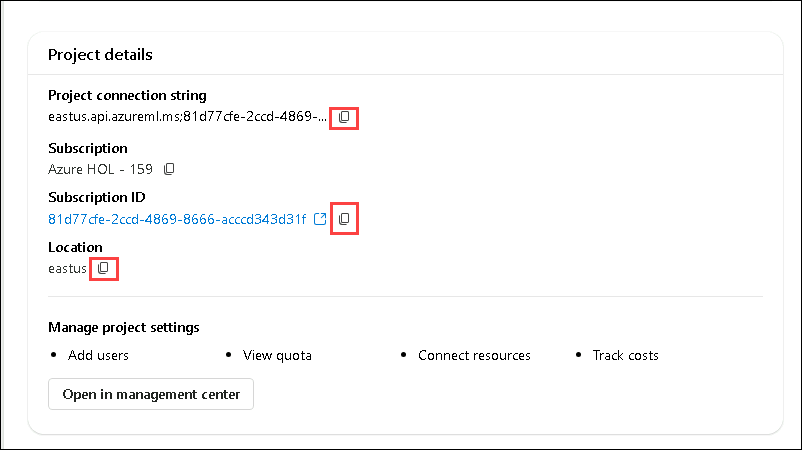 Project details
Project connection string
eastus.api.azureml.ms;81d77cfe-2ccd-4869-...
Subscription
Azure HOL - 159
Subscription ID
81d77cfe-2ccd-4869-8666-acccd343d31f
Location
eastus
Manage project settings
• Add users • View quota • Connect resources • Track costs
Open in management center